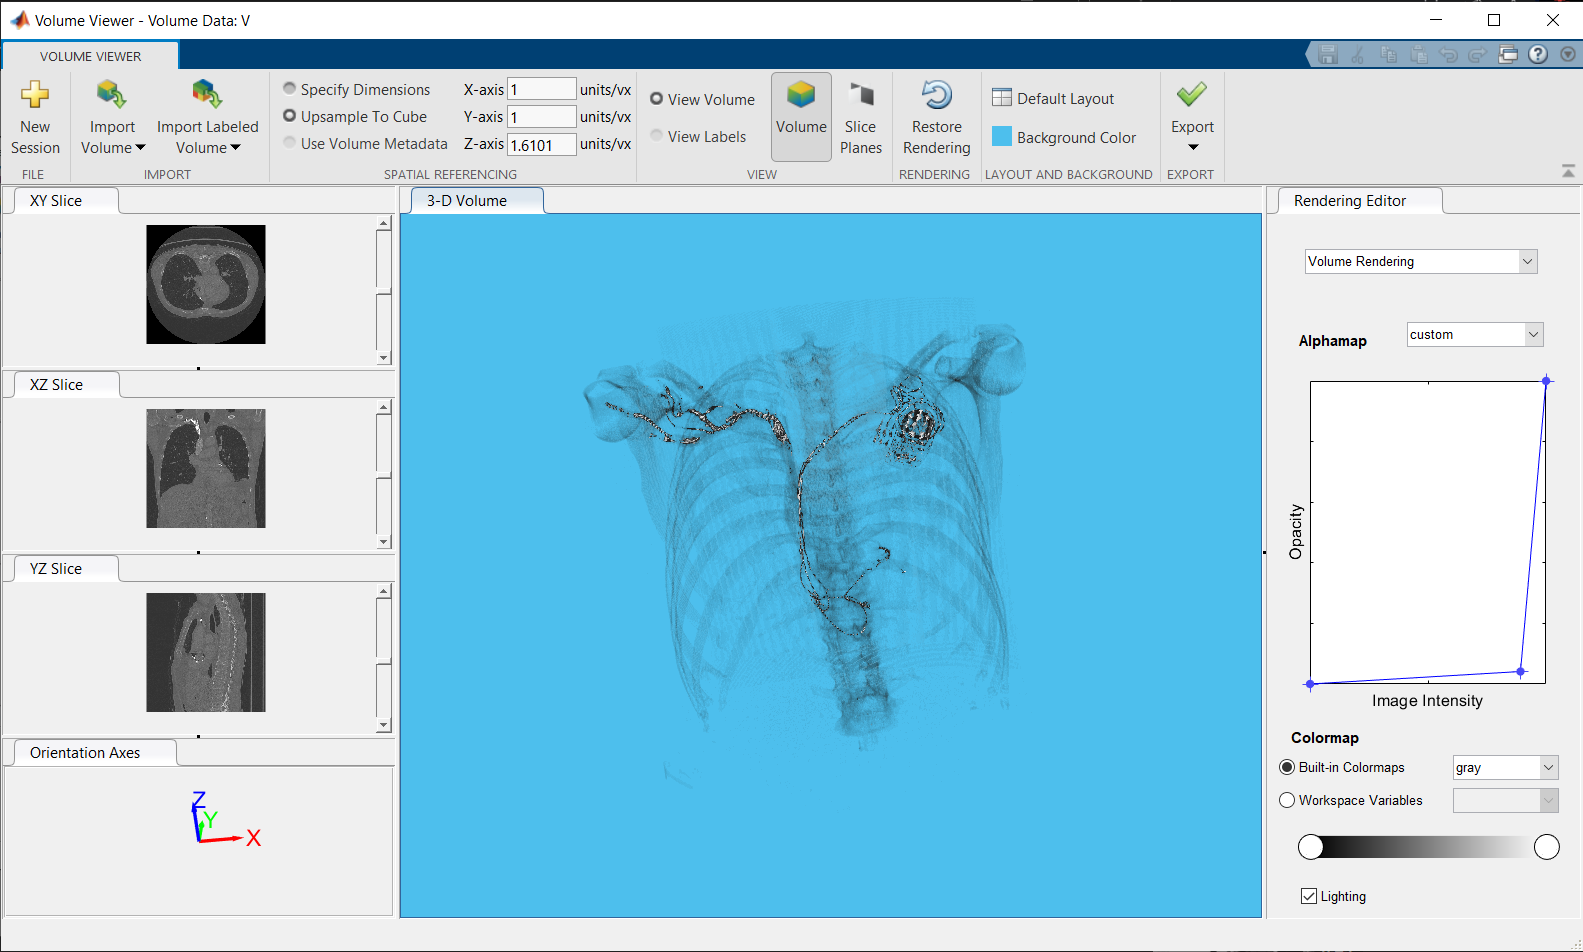 Volume Viewer - Volume Data: V
VOLUME VIEWER
New Session
Import Volume
Import Labeled Volume
Specify Dimensions
Upsample To Cube
Use Volume Metadata
X-axis 1 units/vx
Y-axis 1 units/vx
Z-axis 1.6101 units/vx
View Volume
View Labels
Volume
Slice Planes
Restore Rendering
Default Layout
Background Color
Export
FILE
IMPORT
SPATIAL REFERENCING
VIEW
RENDERING
LAYOUT AND BACKGROUND
EXPORT
XY Slice
XZ Slice
YZ Slice
Orientation Axes
Z
Y
X
3-D Volume
Rendering Editor
Volume Rendering
Alphamap
custom
Opacity
Image Intensity
Colormap
Built-in Colormaps
gray
Workspace Variables
Lighting